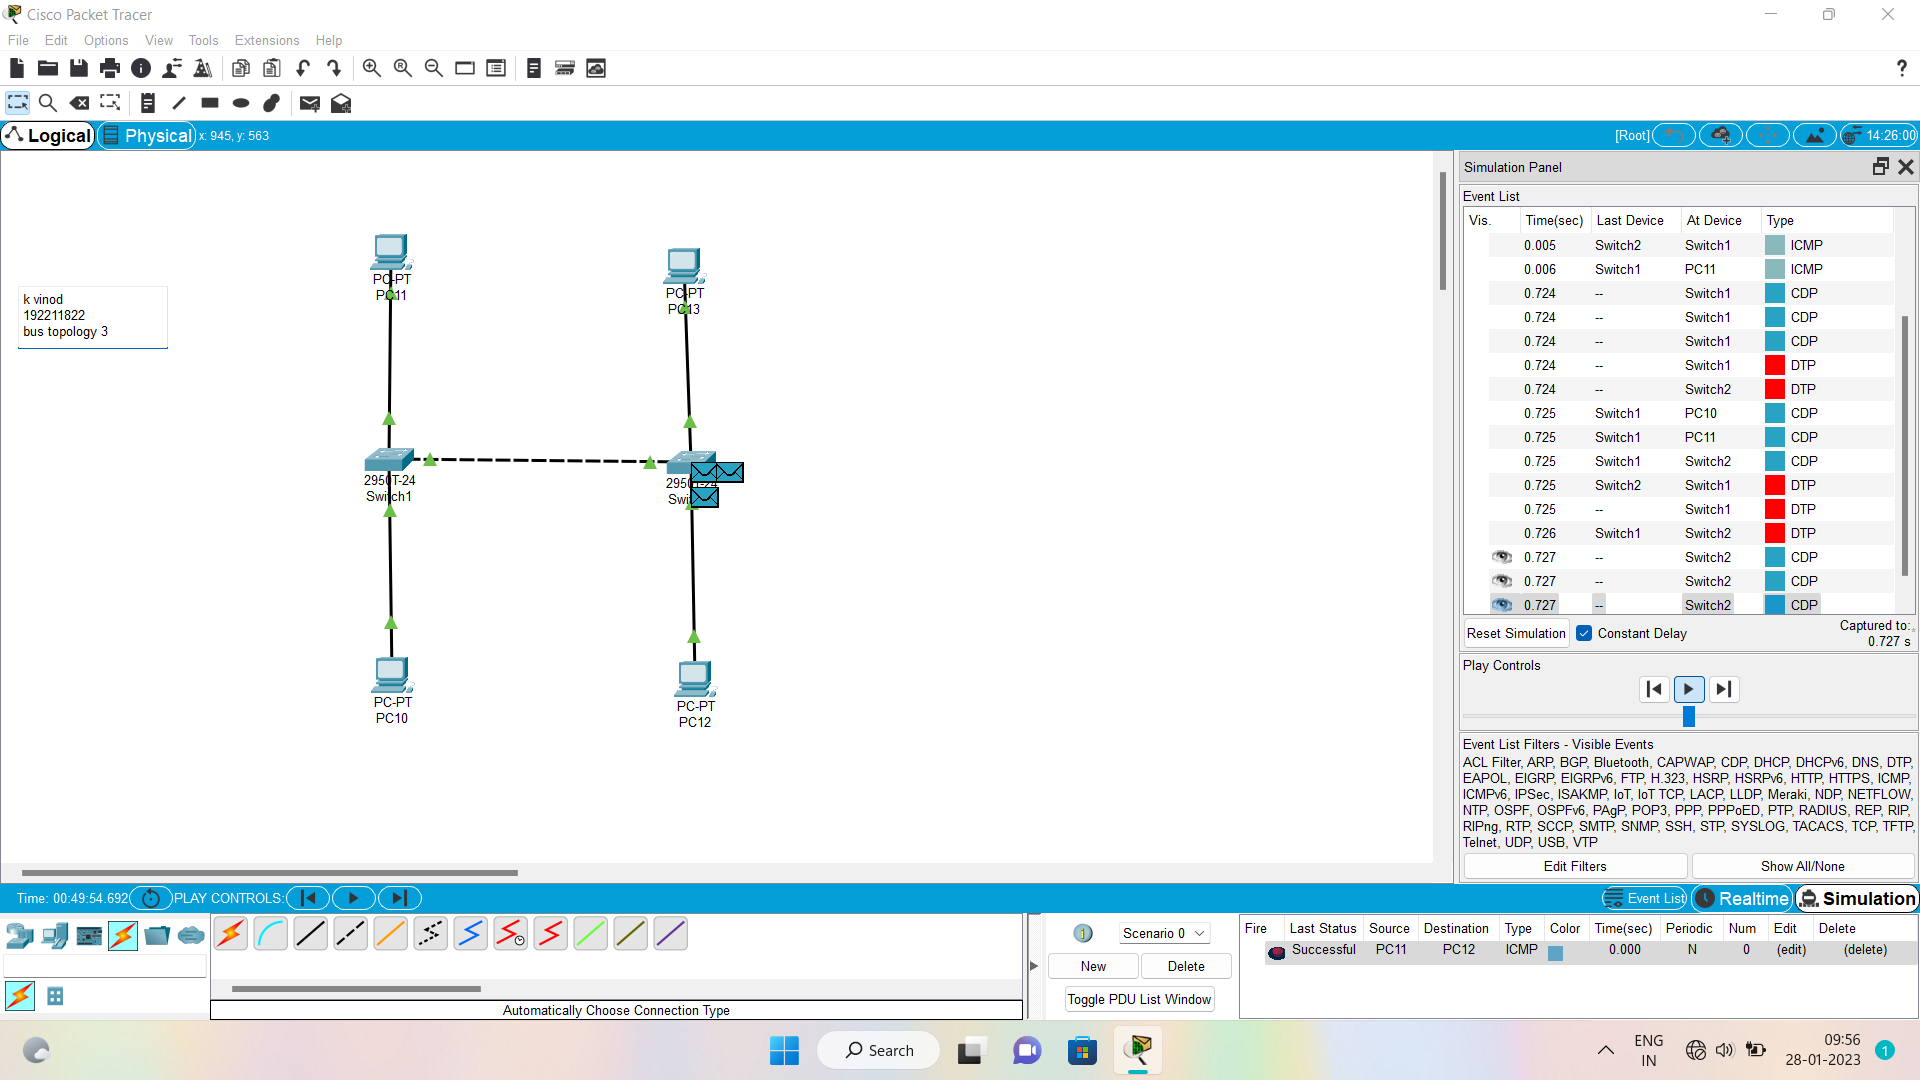 Cisco Packet Tracer
File Edit Options View Tools Extensions Help
Logical Physical x: 945, y: 563 [Root] 14:26:00
k vinod
192211822
bus topology 3
PC-PT
PC11
PC-PT
PC13
2950T-24
Switch1
PC-PT
PC10
PC-PT
PC12
Simulation Panel
Event List
Vis. Time(sec) Last Device At Device Type
0.005 Switch2 Switch1 ICMP
0.006 Switch1 PC11 ICMP
0.724 -- Switch1 CDP
0.724 -- Switch1 CDP
0.724 -- Switch1 CDP
0.724 -- Switch1 DTP
0.724 -- Switch2 DTP
0.725 Switch1 PC10 CDP
0.725 Switch1 PC11 CDP
0.725 Switch1 Switch2 CDP
0.725 Switch2 Switch1 DTP
0.725 -- Switch1 DTP
0.726 Switch1 Switch2 DTP
0.727 -- Switch2 CDP
0.727 -- Switch2 CDP
0.727 -- Switch2 CDP
Reset Simulation Constant Delay Captured to:
0.727 s
Play Controls
Event List Filters - Visible Events
ACL Filter, ARP, BGP, Bluetooth, CAPWAP, CDP, DHCP, DHCPv6, DNS, DTP,
EAPOL, EIGRP, EIGRPv6, FTP, H.323, HSRP, HSRPv6, HTTP, HTTPS, ICMP,
ICMPv6, IPSec, ISAKMP, IoT, IoT TCP, LACP, LLDP, Meraki, NDP, NETFLOW,
NTP, OSPF, OSPFv6, PAgP, POP3, PPP, PPPoED, PTP, RADIUS, REP, RIP,
RIPng, RTP, SCCP, SMTP, SNMP, SSH, STP, SYSLOG, TACACS, TCP, TFTP,
Telnet, UDP, USB, VTP
Edit Filters Show All/None
Time: 00:49:54.692 PLAY CONTROLS: Event List Realtime Simulation
Scenario 0
New Delete
Toggle PDU List Window
Fire Last Status Source Destination Type Color Time(sec) Periodic Num Edit Delete
Successful PC11 PC12 ICMP 0.000 N 0 (edit) (delete)
Automatically Choose Connection Type
Search
ENG
IN
09:56
28-01-2023
1